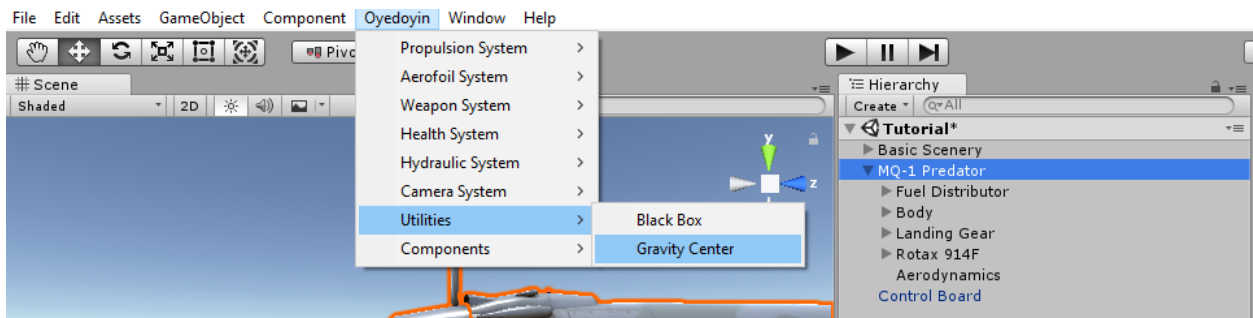 File Edit Assets GameObject Component Oyedoyin Window Help
Pivo
Scene
Shaded 2D
Propulsion System
Aerofoil System
Weapon System
Health System
Hydraulic System
Camera System
Utilities
Components
Black Box
Gravity Center
y
z
Hierarchy
Create All
Tutorial*
Basic Scenery
MQ-1 Predator
Fuel Distributor
Body
Landing Gear
Rotax 914F
Aerodynamics
Control Board